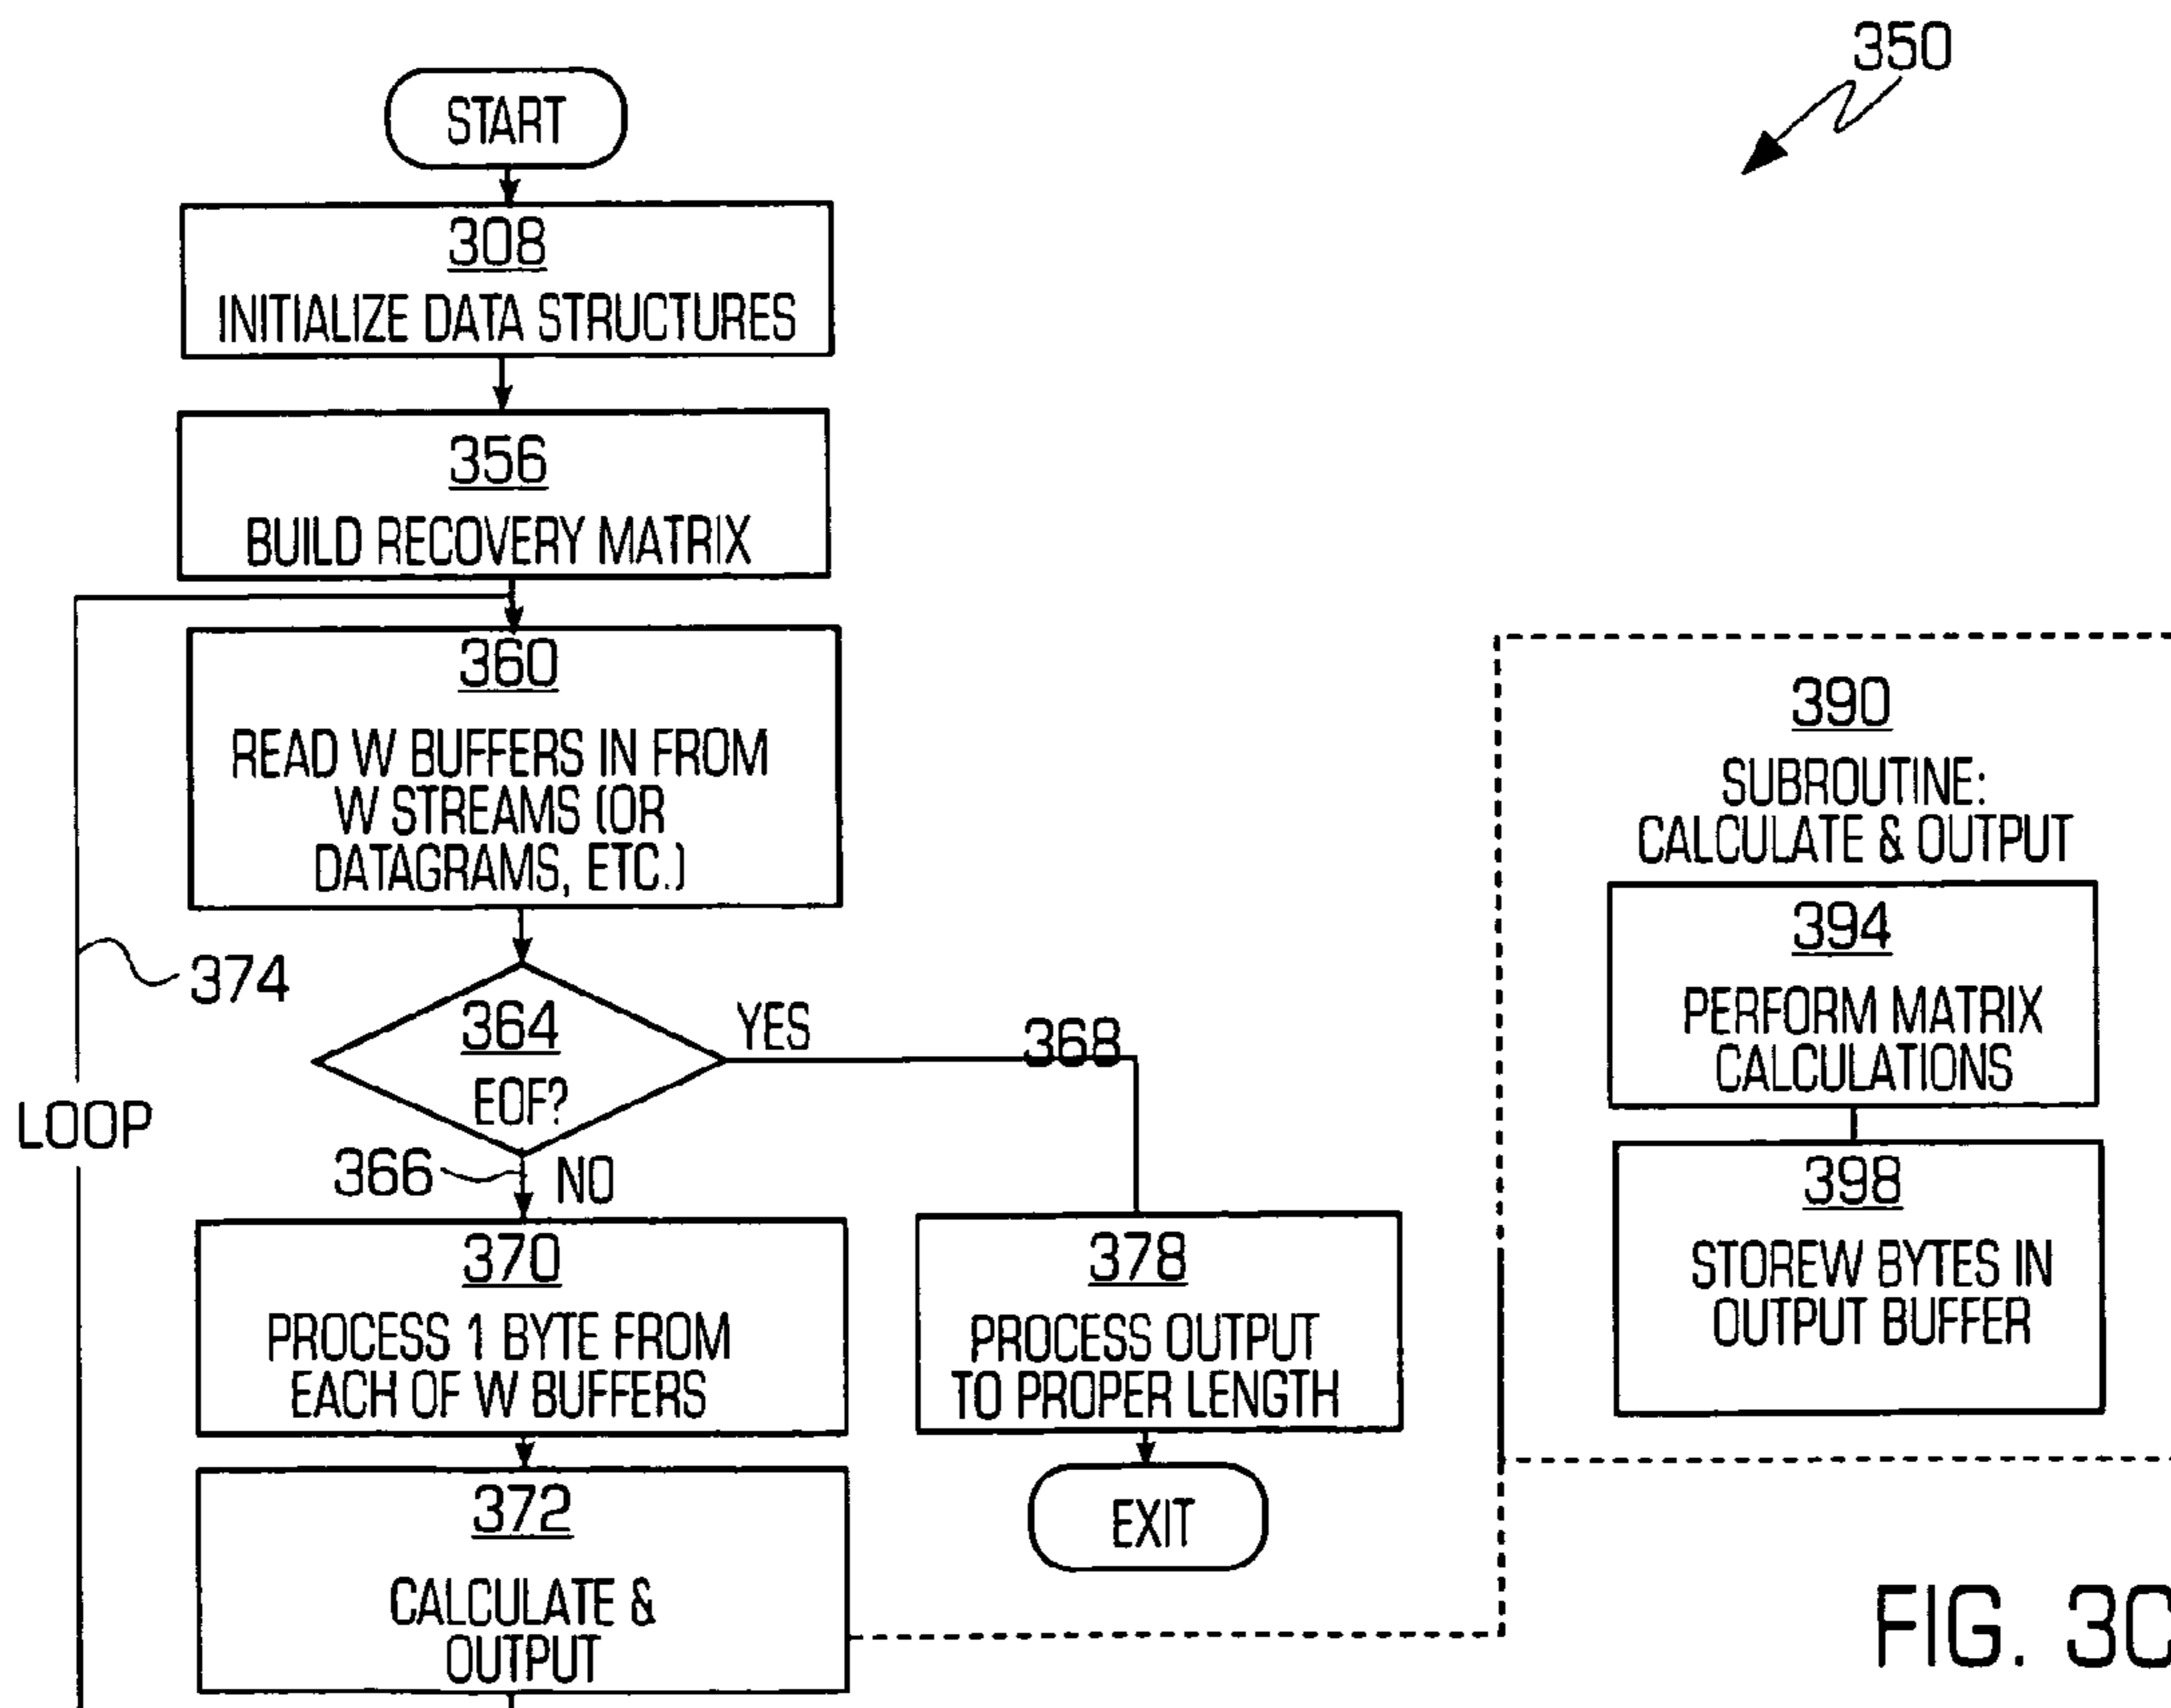 350
START
308
INITIALIZE DATA STRUCTURES
356
BUILD RECOVERY MATRIX
360
READ W BUFFERS IN FROM
W STREAMS (OR
DATAGRAMS, ETC.)
374
LOOP
364
EOF?
YES
368
366
NO
370
PROCESS 1 BYTE FROM
EACH OF W BUFFERS
372
CALCULATE &
OUTPUT
378
PROCESS OUTPUT
TO PROPER LENGTH
EXIT
390
SUBROUTINE:
CALCULATE & OUTPUT
394
PERFORM MATRIX
CALCULATIONS
398
STOREW BYTES IN
OUTPUT BUFFER
FIG. 3C